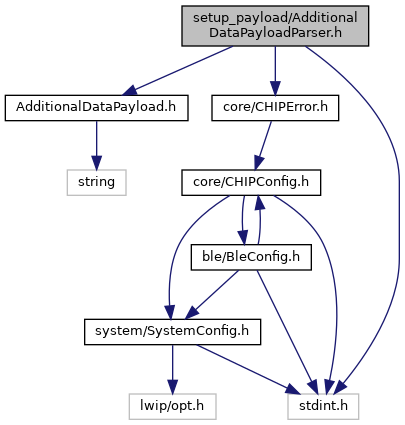 setup_payload/Additional
DataPayloadParser.h
AdditionalDataPayload.h
core/CHIPError.h
string
core/CHIPConfig.h
ble/BleConfig.h
system/SystemConfig.h
lwip/opt.h
stdint.h